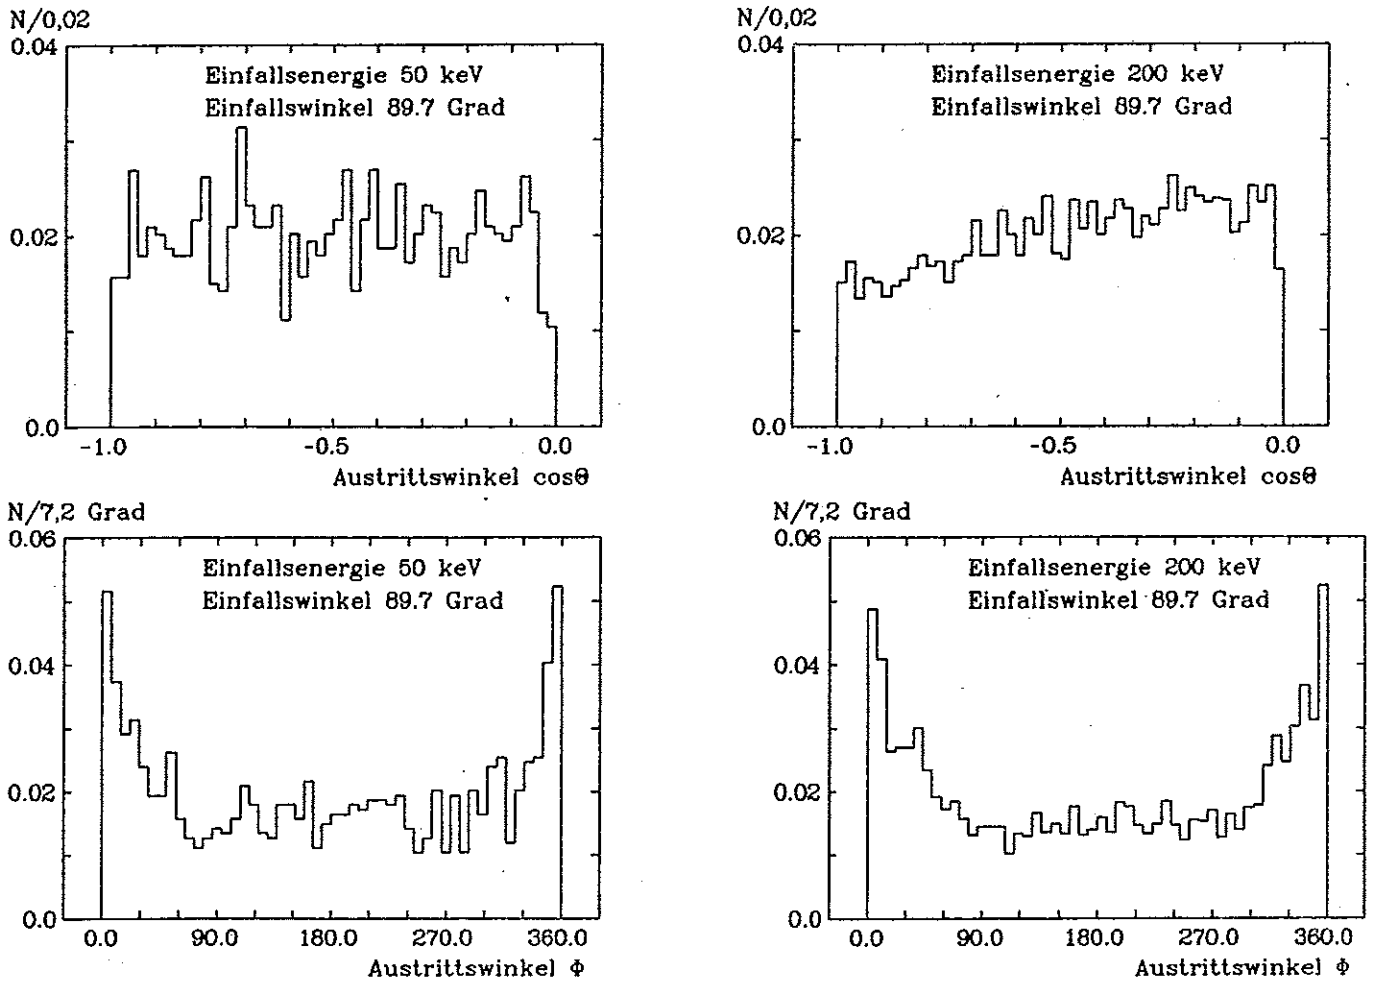 N/0,02
0.04
Einfallsenergie 50 keV
Einfallswinkel 89.7 Grad
0.02
0.0
-1.0 -0.5 0.0
Austrittswinkel cosΘ
N/0,02
0.04
Einfallsenergie 200 keV
Einfallswinkel 89.7 Grad
0.02
0.0
-1.0 -0.5 0.0
Austrittswinkel cosΘ
N/7,2 Grad
0.06
Einfallsenergie 50 keV
Einfallswinkel 89.7 Grad
0.04
0.02
0.0
0.0 90.0 180.0 270.0 360.0
Austrittswinkel Φ
N/7,2 Grad
0.06
Einfallsenergie 200 keV
Einfallswinkel 89.7 Grad
0.04
0.02
0.0
0.0 90.0 180.0 270.0 360.0
Austrittswinkel Φ